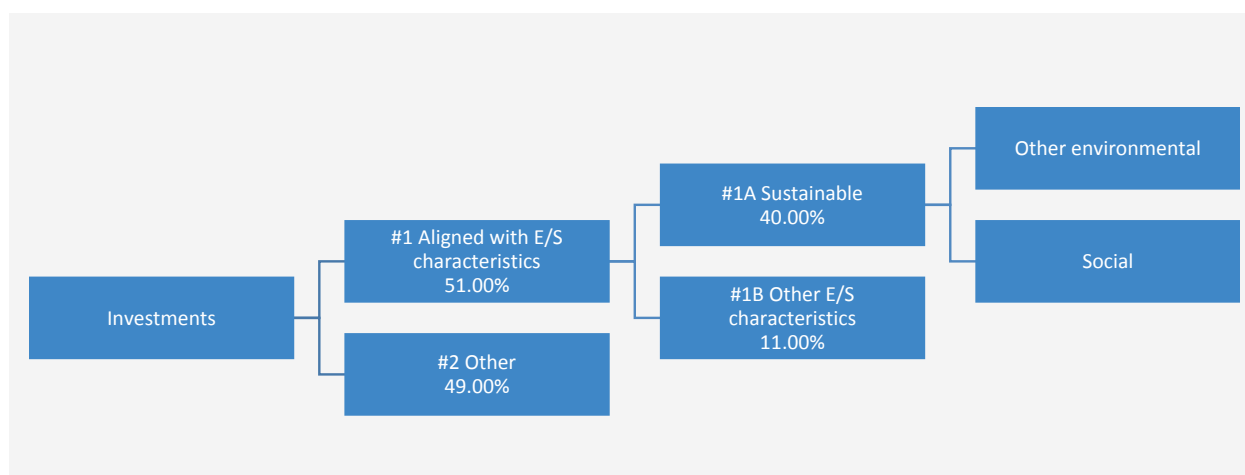 Investments
#1 Aligned with E/S
characteristics
51.00%
#2 Other
49.00%
#1A Sustainable
40.00%
#1B Other E/S
characteristics
11.00%
Other environmental
Social